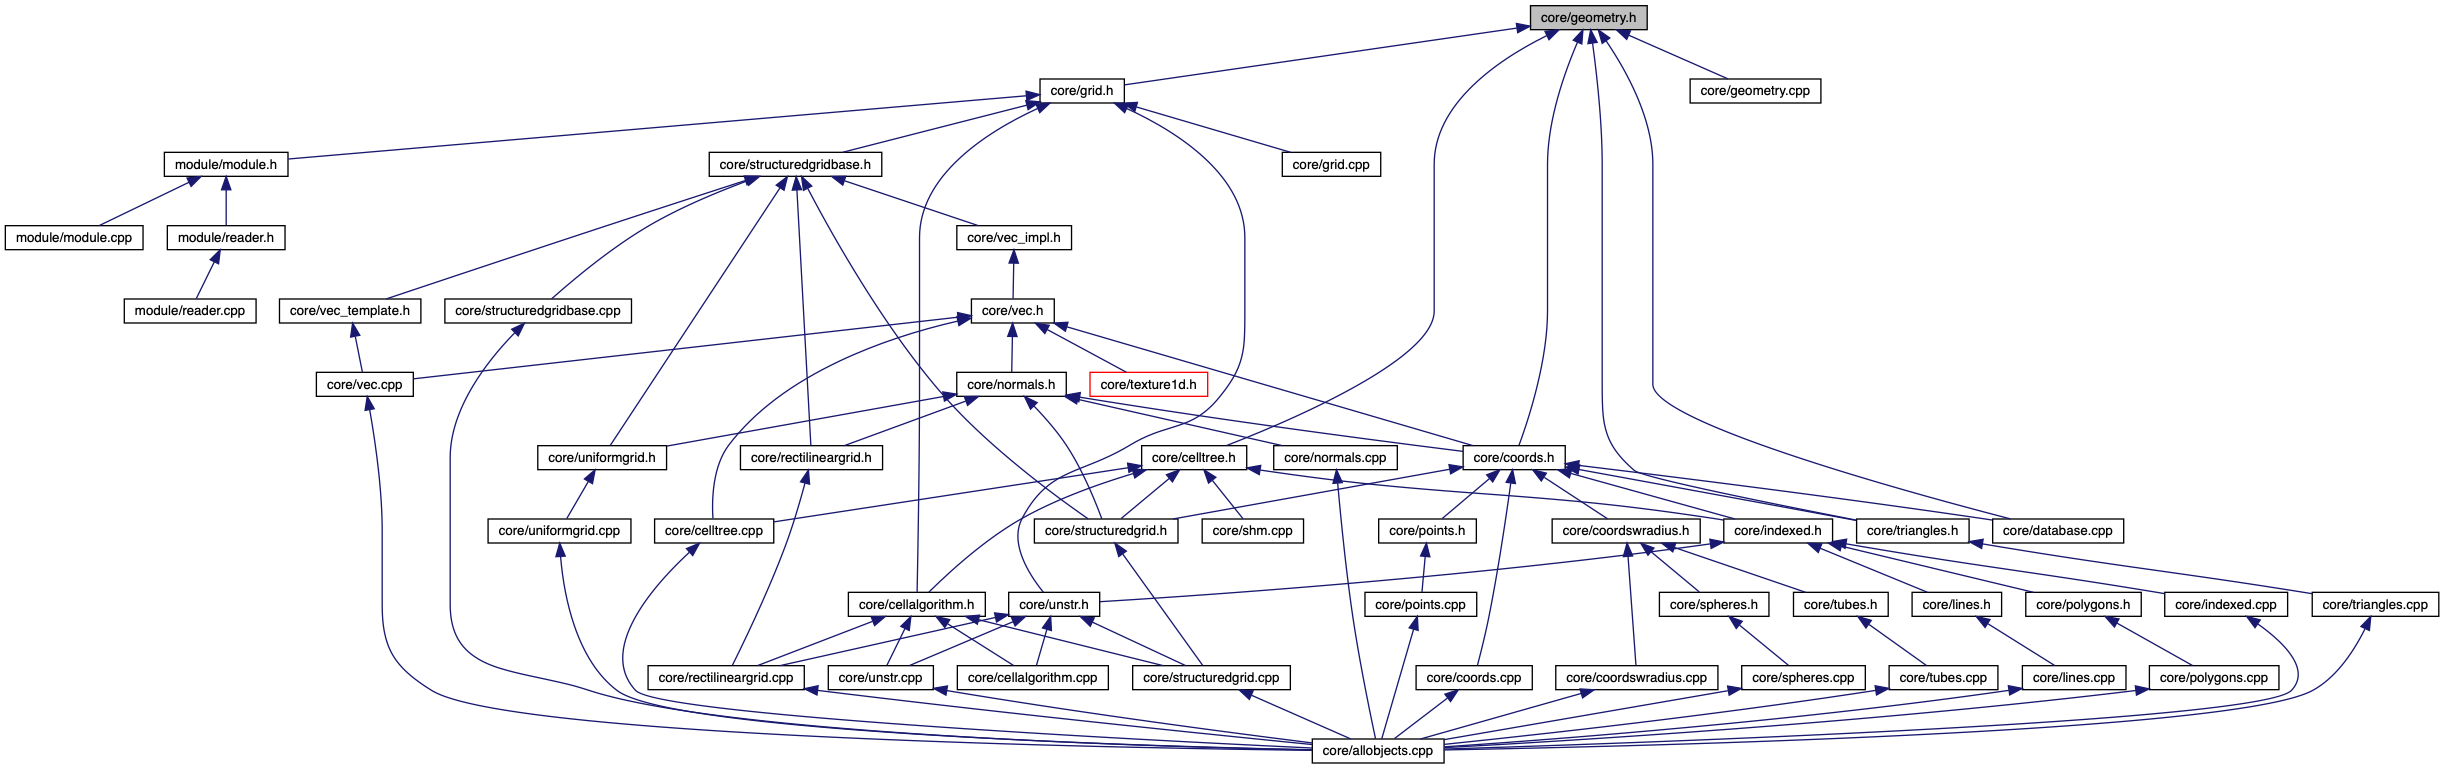 core/geometry.h
core/grid.h
core/geometry.cpp
module/module.h
core/structuredgridbase.h
core/grid.cpp
module/module.cpp
module/reader.h
core/vec_impl.h
module/reader.cpp
core/vec_template.h
core/structuredgridbase.cpp
core/vec.h
core/vec.cpp
core/normals.h
core/texture1d.h
core/uniformgrid.h
core/rectilineargrid.h
core/celltree.h
core/normals.cpp
core/coords.h
core/uniformgrid.cpp
core/celltree.cpp
core/structuredgrid.h
core/shm.cpp
core/points.h
core/coordswradius.h
core/indexed.h
core/triangles.h
core/database.cpp
core/cellalgorithm.h
core/unstr.h
core/points.cpp
core/spheres.h
core/tubes.h
core/lines.h
core/polygons.h
core/indexed.cpp
core/triangles.cpp
core/rectilineargrid.cpp
core/unstr.cpp
core/cellalgorithm.cpp
core/structuredgrid.cpp
core/coords.cpp
core/coordswradius.cpp
core/spheres.cpp
core/tubes.cpp
core/lines.cpp
core/polygons.cpp
core/allobjects.cpp